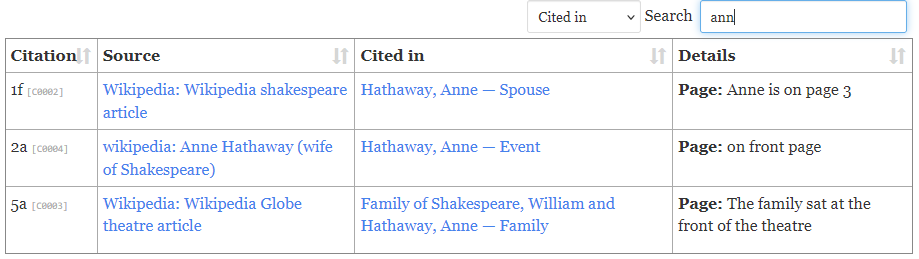 Cited in Search ann
Citation Source Cited in Details
1f [C0002] Wikipedia: Wikipedia shakespeare Hathaway, Anne — Spouse Page: Anne is on page 3
article
2a [C0004] wikipedia: Anne Hathaway (wife Hathaway, Anne — Event Page: on front page
of Shakespeare)
5a [C0003] Wikipedia: Wikipedia Globe Family of Shakespeare, William and Page: The family sat at the
theatre article Hathaway, Anne — Family front of the theatre